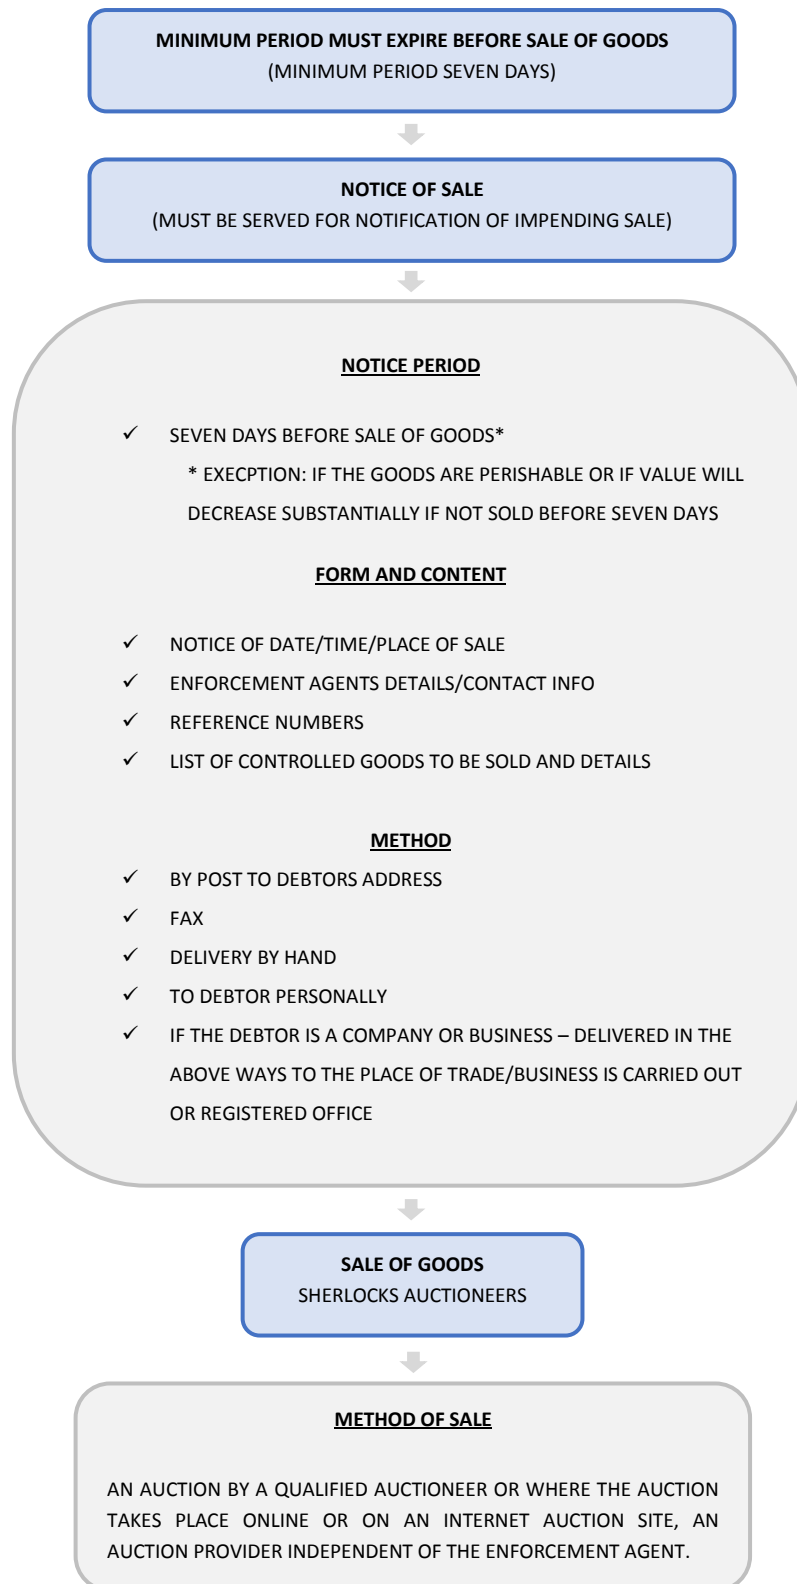 MINIMUM PERIOD MUST EXPIRE BEFORE SALE OF GOODS
(MINIMUM PERIOD SEVEN DAYS)
NOTICE OF SALE
(MUST BE SERVED FOR NOTIFICATION OF IMPENDING SALE)
NOTICE PERIOD
✓ SEVEN DAYS BEFORE SALE OF GOODS*
* EXECPTION: IF THE GOODS ARE PERISHABLE OR IF VALUE WILL
DECREASE SUBSTANTIALLY IF NOT SOLD BEFORE SEVEN DAYS
FORM AND CONTENT
✓ NOTICE OF DATE/TIME/PLACE OF SALE
✓ ENFORCEMENT AGENTS DETAILS/CONTACT INFO
✓ REFERENCE NUMBERS
✓ LIST OF CONTROLLED GOODS TO BE SOLD AND DETAILS
METHOD
✓ BY POST TO DEBTORS ADDRESS
✓ FAX
✓ DELIVERY BY HAND
✓ TO DEBTOR PERSONALLY
✓ IF THE DEBTOR IS A COMPANY OR BUSINESS – DELIVERED IN THE
ABOVE WAYS TO THE PLACE OF TRADE/BUSINESS IS CARRIED OUT
OR REGISTERED OFFICE
SALE OF GOODS
SHERLOCKS AUCTIONEERS
METHOD OF SALE
AN AUCTION BY A QUALIFIED AUCTIONEER OR WHERE THE AUCTION
TAKES PLACE ONLINE OR ON AN INTERNET AUCTION SITE, AN
AUCTION PROVIDER INDEPENDENT OF THE ENFORCEMENT AGENT.